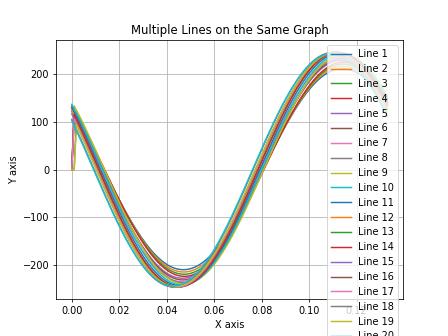 Multiple Lines on the Same Graph
Y axis
200
100
0
−100
−200
0.00
0.02
0.04
0.06
0.08
0.10
X axis
Line 1
Line 2
Line 3
Line 4
Line 5
Line 6
Line 7
Line 8
Line 9
Line 10
Line 11
Line 12
Line 13
Line 14
Line 15
Line 16
Line 17
Line 18
Line 19
Line 20